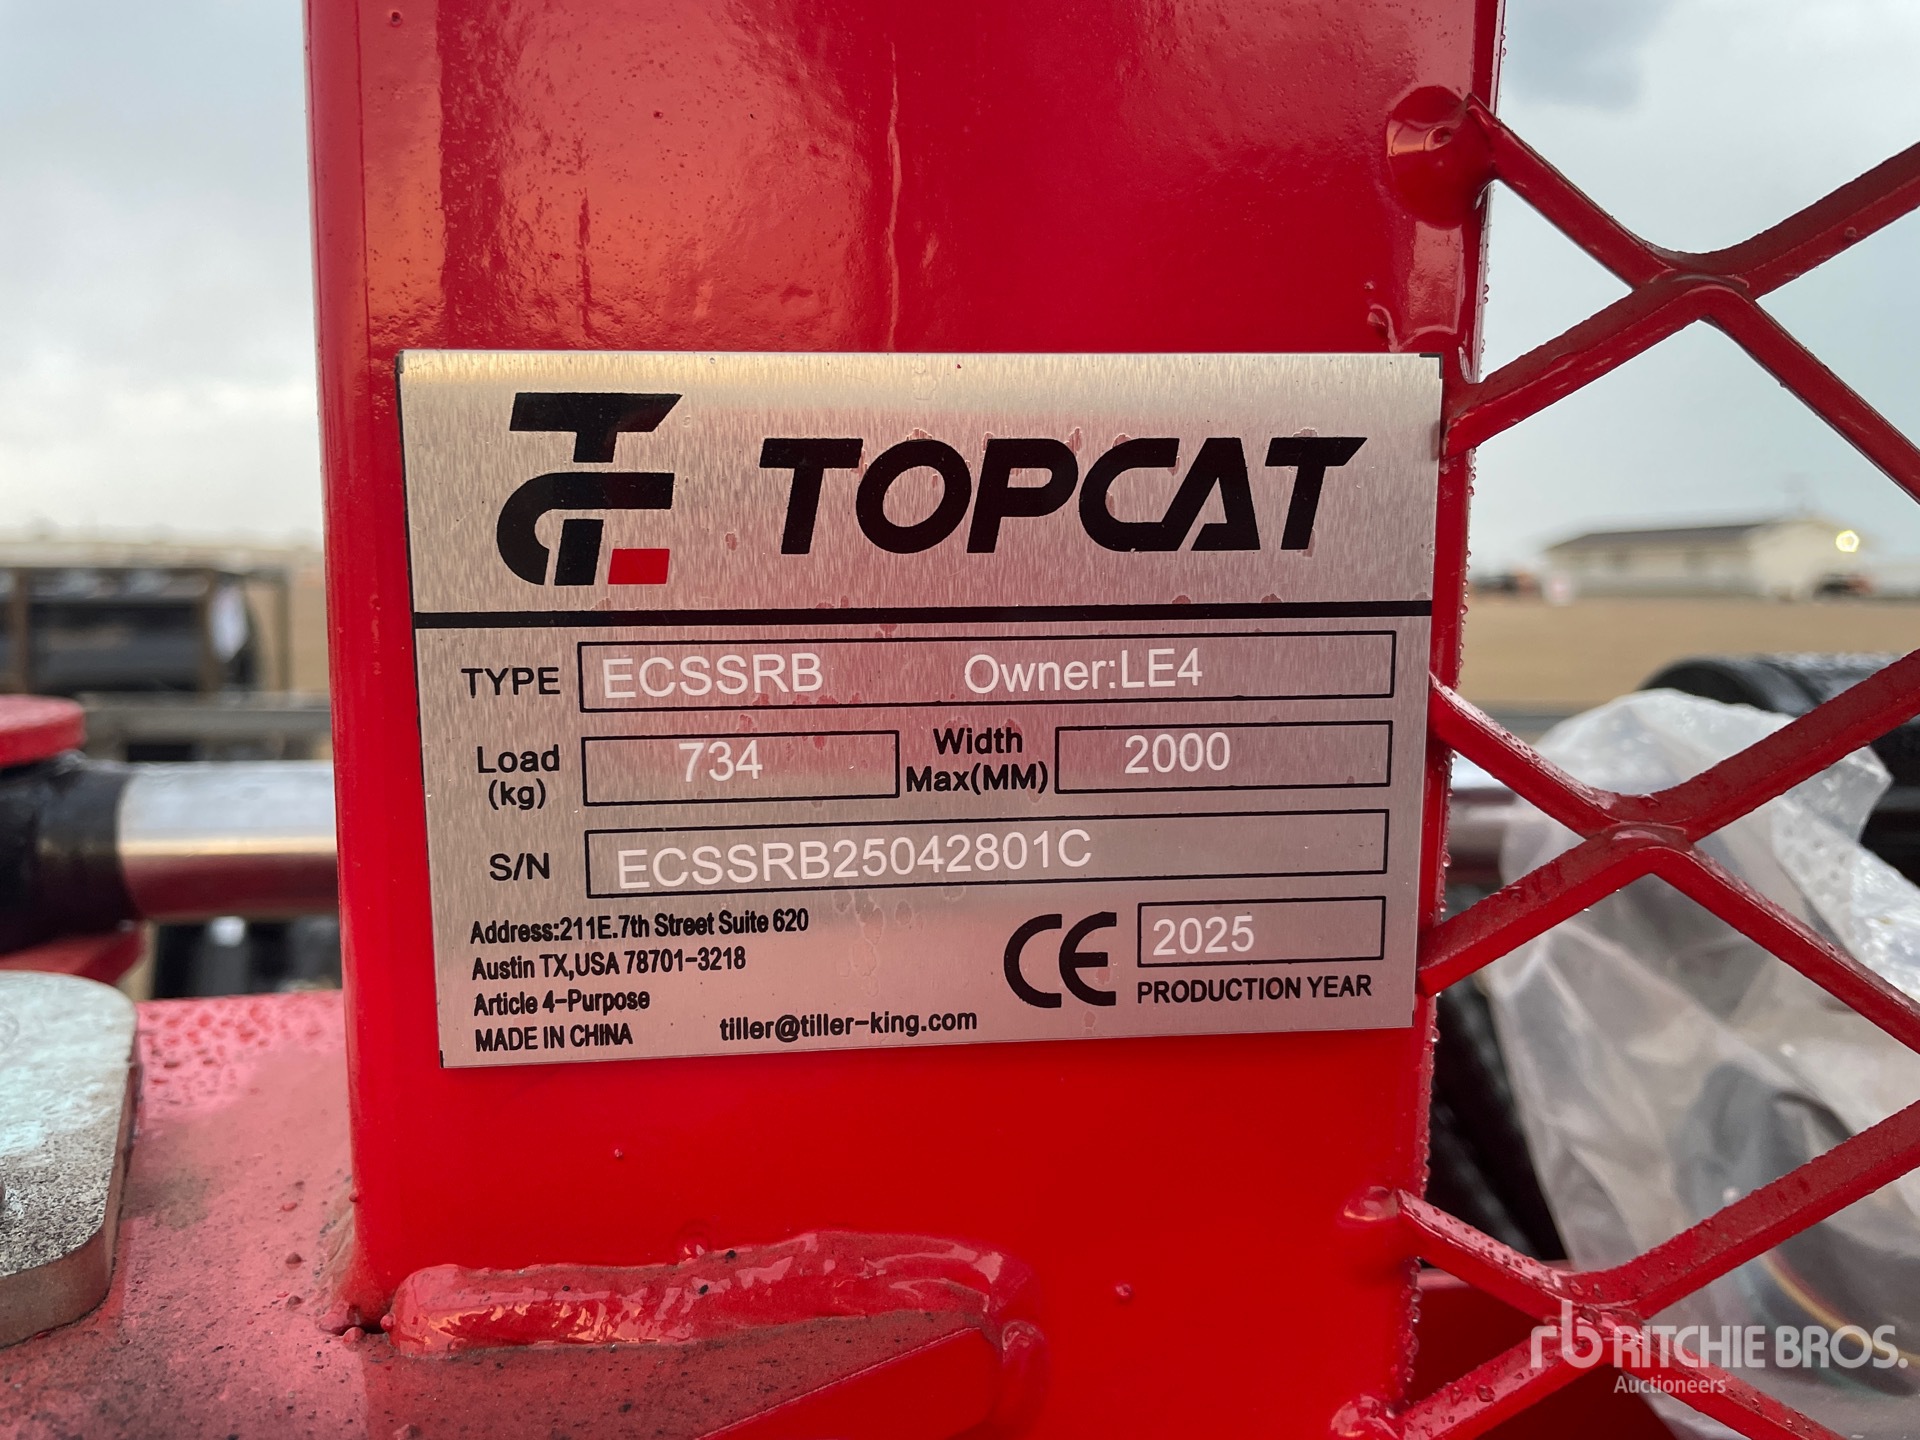 TOPCAT
TYPE ECSSRB Owner:LE4
Load (kg) 734 Width Max(MM) 2000
S/N ECSSRB25042801C
Address:211E.7th Street Suite 620
Austin TX,USA 78701-3218
Article 4-Purpose
MADE IN CHINA
tiller@tiller-king.com
CE 2025
PRODUCTION YEAR
rb RITCHIE BROS.
Auctioneers